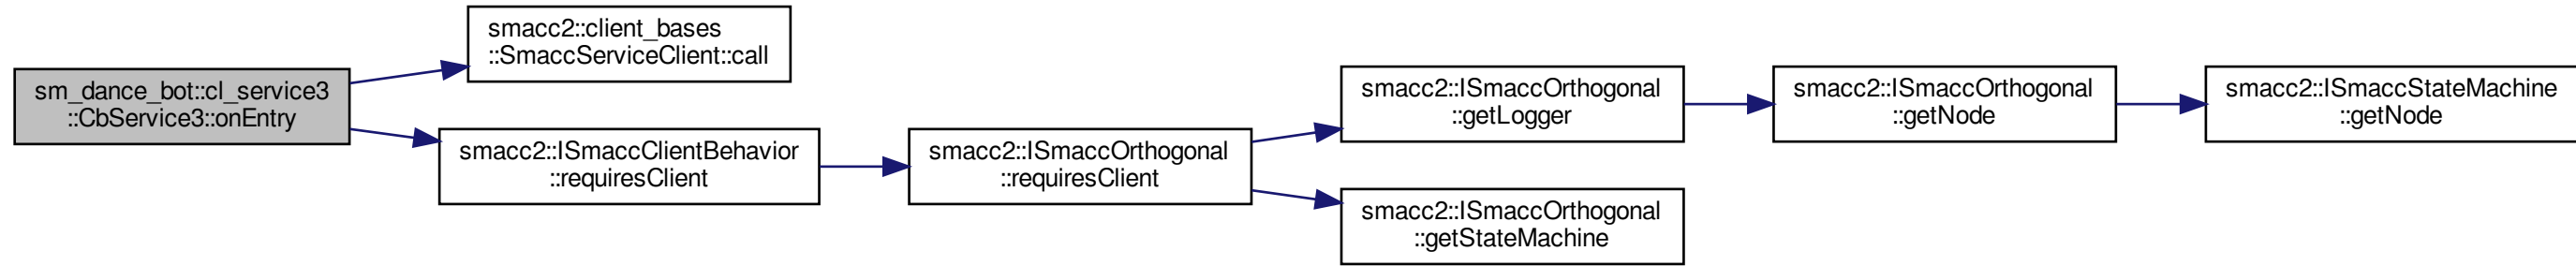 sm_dance_bot::cl_service3
::CbService3::onEntry
smacc2::client_bases
::SmaccServiceClient::call
smacc2::ISmaccClientBehavior
::requiresClient
smacc2::ISmaccOrthogonal
::requiresClient
smacc2::ISmaccOrthogonal
::getLogger
smacc2::ISmaccOrthogonal
::getNode
smacc2::ISmaccStateMachine
::getNode
smacc2::ISmaccOrthogonal
::getStateMachine